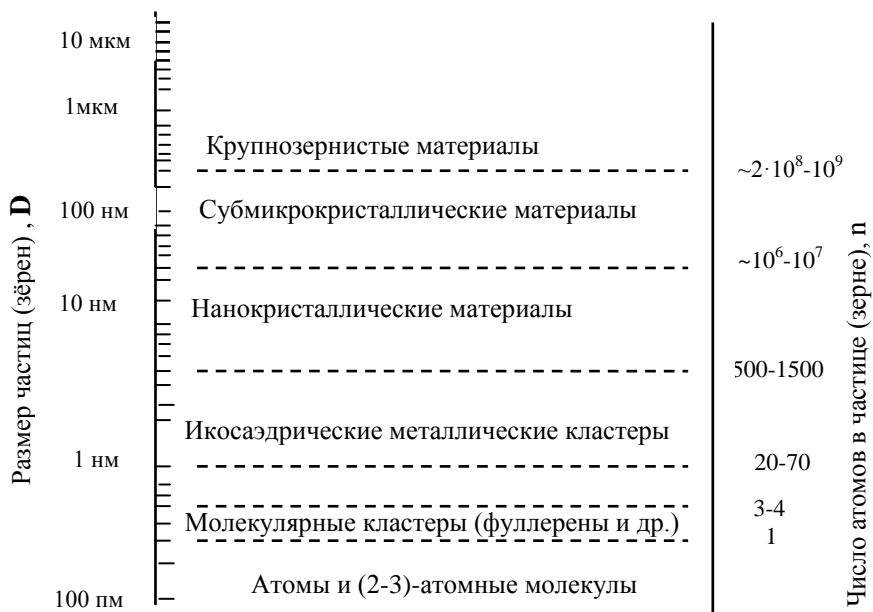 10 мкм
1мкм
Крупнозернистые материалы
~2·10⁸-10⁹
100 нм
Субмикрокристаллические материалы
~10⁶-10⁷
10 нм
Нанокристаллические материалы
500-1500
Икосаэдрические металлические кластеры
1 нм
20-70
3-4
Молекулярные кластеры (фуллерены и др.)
1
Атомы и (2-3)-атомные молекулы
100 пм
Размер частиц (зёрен) , D
Число атомов в частице (зерне), n